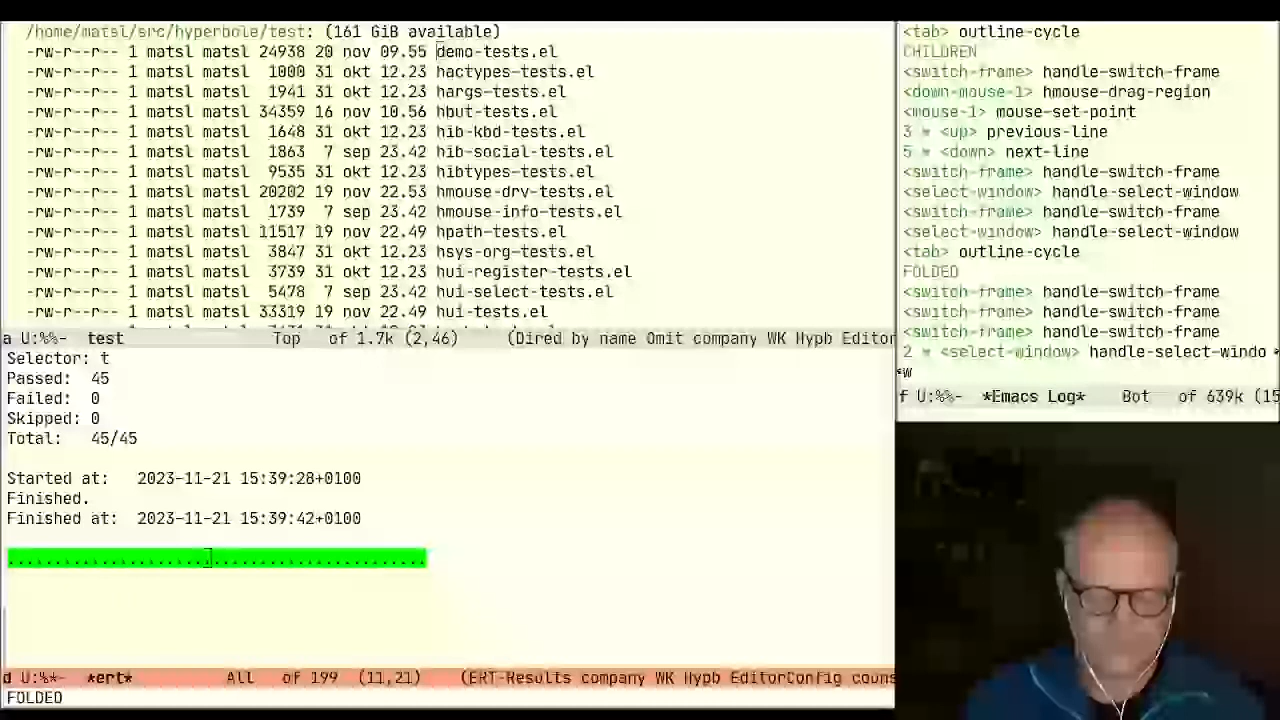 /home/matsl/src/hyperbole/test: (161 GiB available)
-rw-r--r-- 1 matsl matsl 24938 20 nov 09.55 demo-tests.el
-rw-r--r-- 1 matsl matsl  1000 31 okt 12.23 hactypes-tests.el
-rw-r--r-- 1 matsl matsl  1941 31 okt 12.23 hargs-tests.el
-rw-r--r-- 1 matsl matsl 34359 16 nov 10.56 hbut-tests.el
-rw-r--r-- 1 matsl matsl  1648 31 okt 12.23 hib-kbd-tests.el
-rw-r--r-- 1 matsl matsl  1863  7 sep 23.42 hib-social-tests.el
-rw-r--r-- 1 matsl matsl  9535 31 okt 12.23 hibtypes-tests.el
-rw-r--r-- 1 matsl matsl 20202 19 nov 22.53 hmouse-drv-tests.el
-rw-r--r-- 1 matsl matsl  1739  7 sep 23.42 hmouse-info-tests.el
-rw-r--r-- 1 matsl matsl 11517 19 nov 22.49 hpath-tests.el
-rw-r--r-- 1 matsl matsl  3847 31 okt 12.23 hsys-org-tests.el
-rw-r--r-- 1 matsl matsl  3739 31 okt 12.23 hui-register-tests.el
-rw-r--r-- 1 matsl matsl  5478  7 sep 23.42 hui-select-tests.el
-rw-r--r-- 1 matsl matsl 33319 19 nov 22.49 hui-tests.el
a U:%%-  test                Top   of 1.7k (2,46)     (Dired by name Omit company WK Hypb Editor
Selector: t
Passed:  45
Failed:  0
Skipped: 0
Total:   45/45
Started at:   2023-11-21 15:39:28+0100
Finished.
Finished at:  2023-11-21 15:39:42+0100
.............................................
d U:%*-  *ert*          All   of 199  (11,21)    (ERT-Results company WK Hypb EditorConfig couns
FOLDED
<tab> outline-cycle
CHILDREN
<switch-frame> handle-switch-frame
<down-mouse-1> hmouse-drag-region
<mouse-1> mouse-set-point
3 * <up> previous-line
5 * <down> next-line
<switch-frame> handle-switch-frame
<select-window> handle-select-window
<switch-frame> handle-switch-frame
<select-window> handle-select-window
<tab> outline-cycle
FOLDED
<switch-frame> handle-switch-frame
<switch-frame> handle-switch-frame
<switch-frame> handle-switch-frame
2 * <select-window> handle-select-windo
w
f U:%%-  *Emacs Log*    Bot   of 639k (15